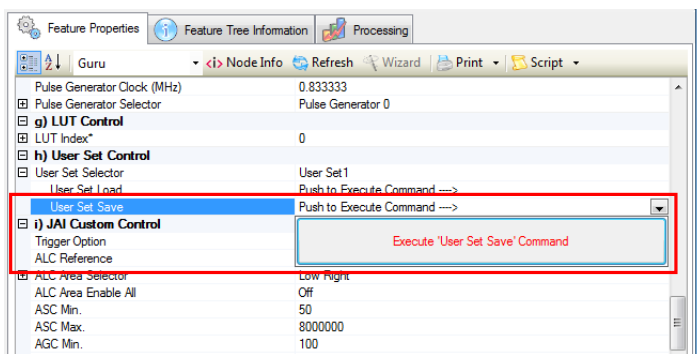 Feature Properties Feature Tree Information Processing
Guru <i> Node Info Refresh Wizard Print Script
Pulse Generator Clock (MHz) 0.833333
Pulse Generator Selector Pulse Generator 0
g) LUT Control
LUT Index* 0
h) User Set Control
User Set Selector User Set1
User Set Load Push to Execute Command ---->
User Set Save Push to Execute Command ---->
i) JAI Custom Control
Trigger Option
Execute 'User Set Save' Command
ALC Reference
ALC Area Selector Low Right
ALC Area Enable All Off
ASC Min. 50
ASC Max. 8000000
AGC Min. 100